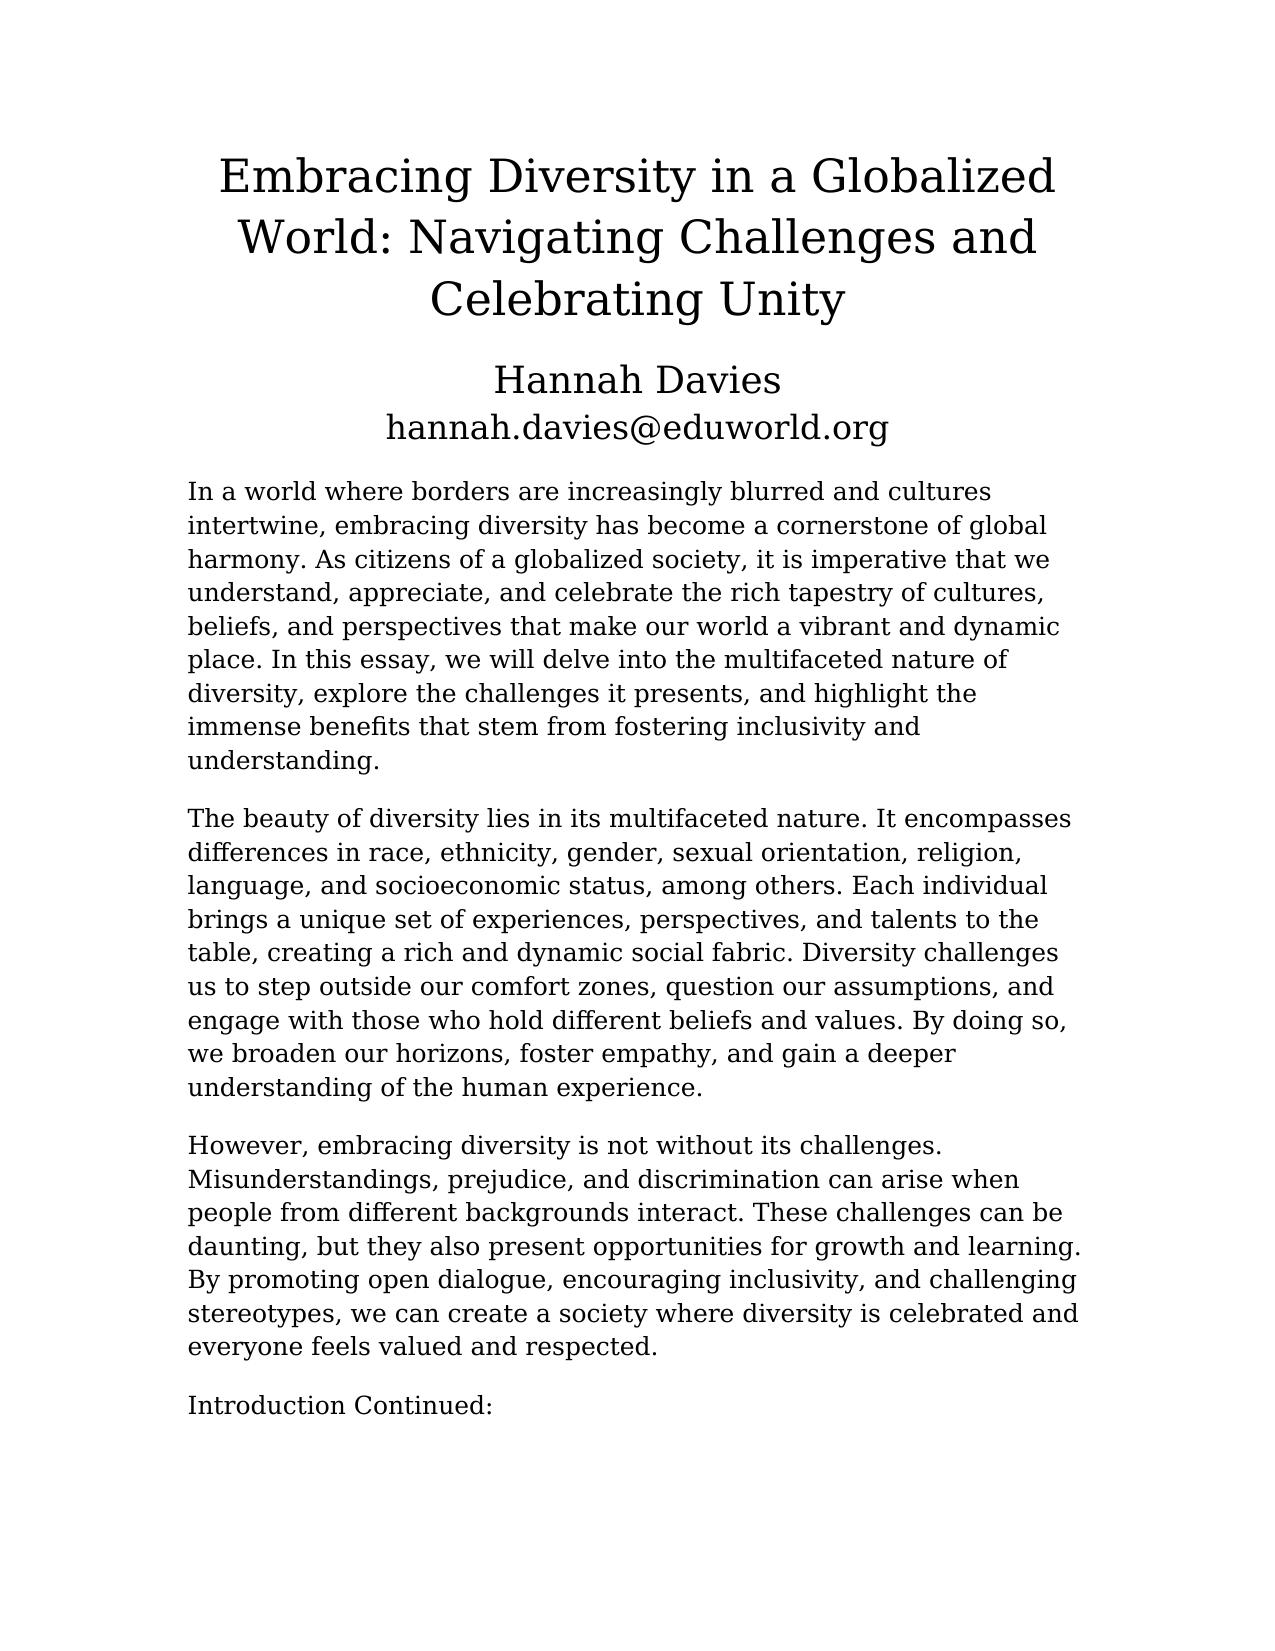 Embracing Diversity in a Globalized
World: Navigating Challenges and
Celebrating Unity
Hannah Davies
hannah.davies@eduworld.org
In a world where borders are increasingly blurred and cultures
intertwine, embracing diversity has become a cornerstone of global
harmony. As citizens of a globalized society, it is imperative that we
understand, appreciate, and celebrate the rich tapestry of cultures,
beliefs, and perspectives that make our world a vibrant and dynamic
place. In this essay, we will delve into the multifaceted nature of
diversity, explore the challenges it presents, and highlight the
immense benefits that stem from fostering inclusivity and
understanding.
The beauty of diversity lies in its multifaceted nature. It encompasses
differences in race, ethnicity, gender, sexual orientation, religion,
language, and socioeconomic status, among others. Each individual
brings a unique set of experiences, perspectives, and talents to the
table, creating a rich and dynamic social fabric. Diversity challenges
us to step outside our comfort zones, question our assumptions, and
engage with those who hold different beliefs and values. By doing so,
we broaden our horizons, foster empathy, and gain a deeper
understanding of the human experience.
However, embracing diversity is not without its challenges.
Misunderstandings, prejudice, and discrimination can arise when
people from different backgrounds interact. These challenges can be
daunting, but they also present opportunities for growth and learning.
By promoting open dialogue, encouraging inclusivity, and challenging
stereotypes, we can create a society where diversity is celebrated and
everyone feels valued and respected.
Introduction Continued: